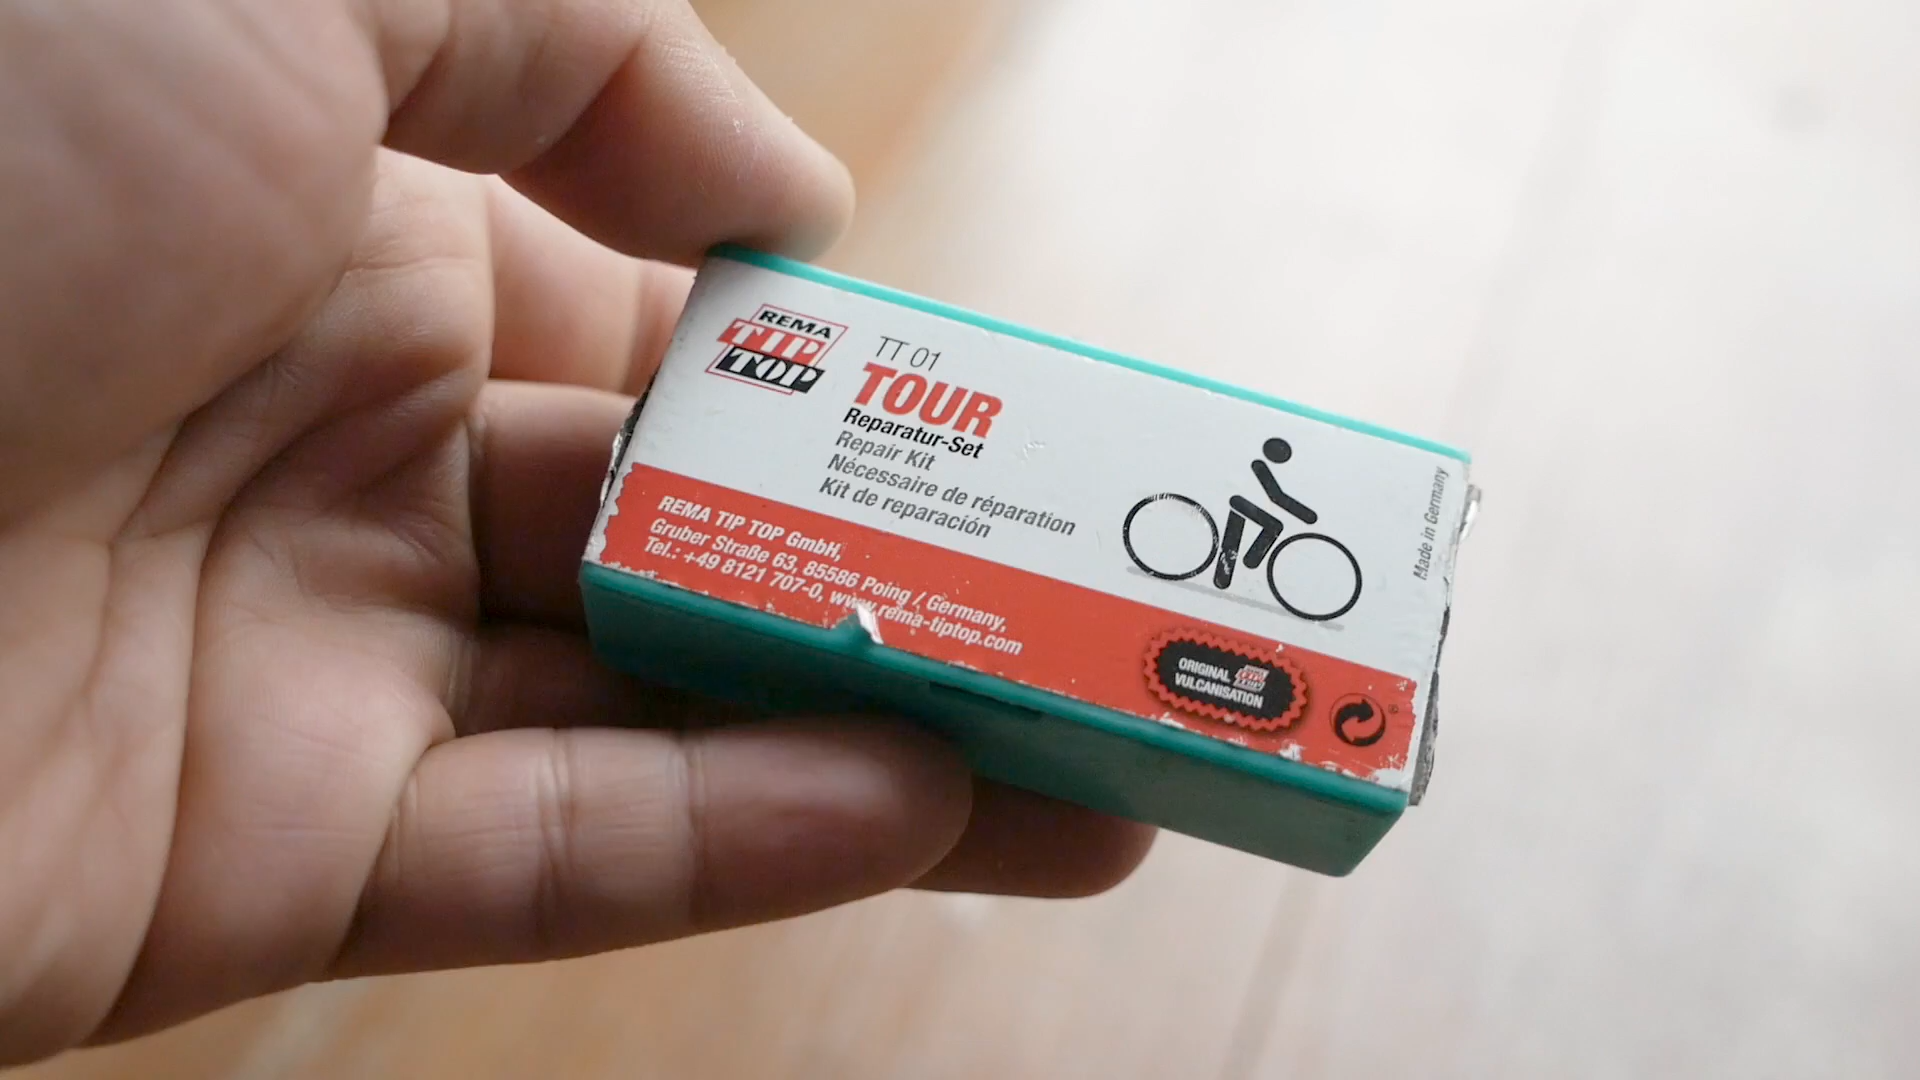 REMA
TIP
TOP
TT 01
TOUR
Reparatur-Set
Repair Kit
Nécessaire de réparation
Kit de reparación
Made in Germany
REMA TIP TOP GmbH,
Gruber Straße 63, 85586 Poing / Germany,
Tel.: +49 8121 707-0, www.rema-tiptop.com
ORIGINAL
VULCANISATION
®